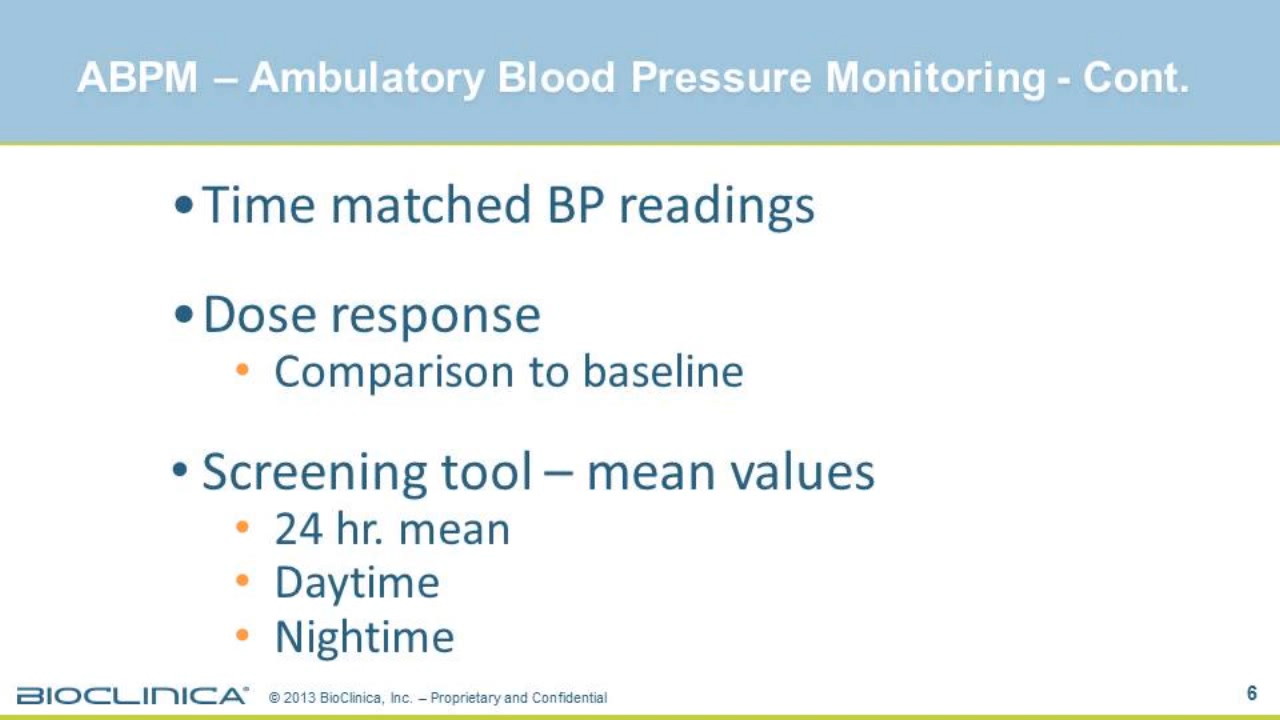 ABPM – Ambulatory Blood Pressure Monitoring - Cont.
•Time matched BP readings
•Dose response
• Comparison to baseline
• Screening tool – mean values
• 24 hr. mean
• Daytime
• Nightime
BIOCLINICA® © 2013 BioClinica, Inc. – Proprietary and Confidential
6